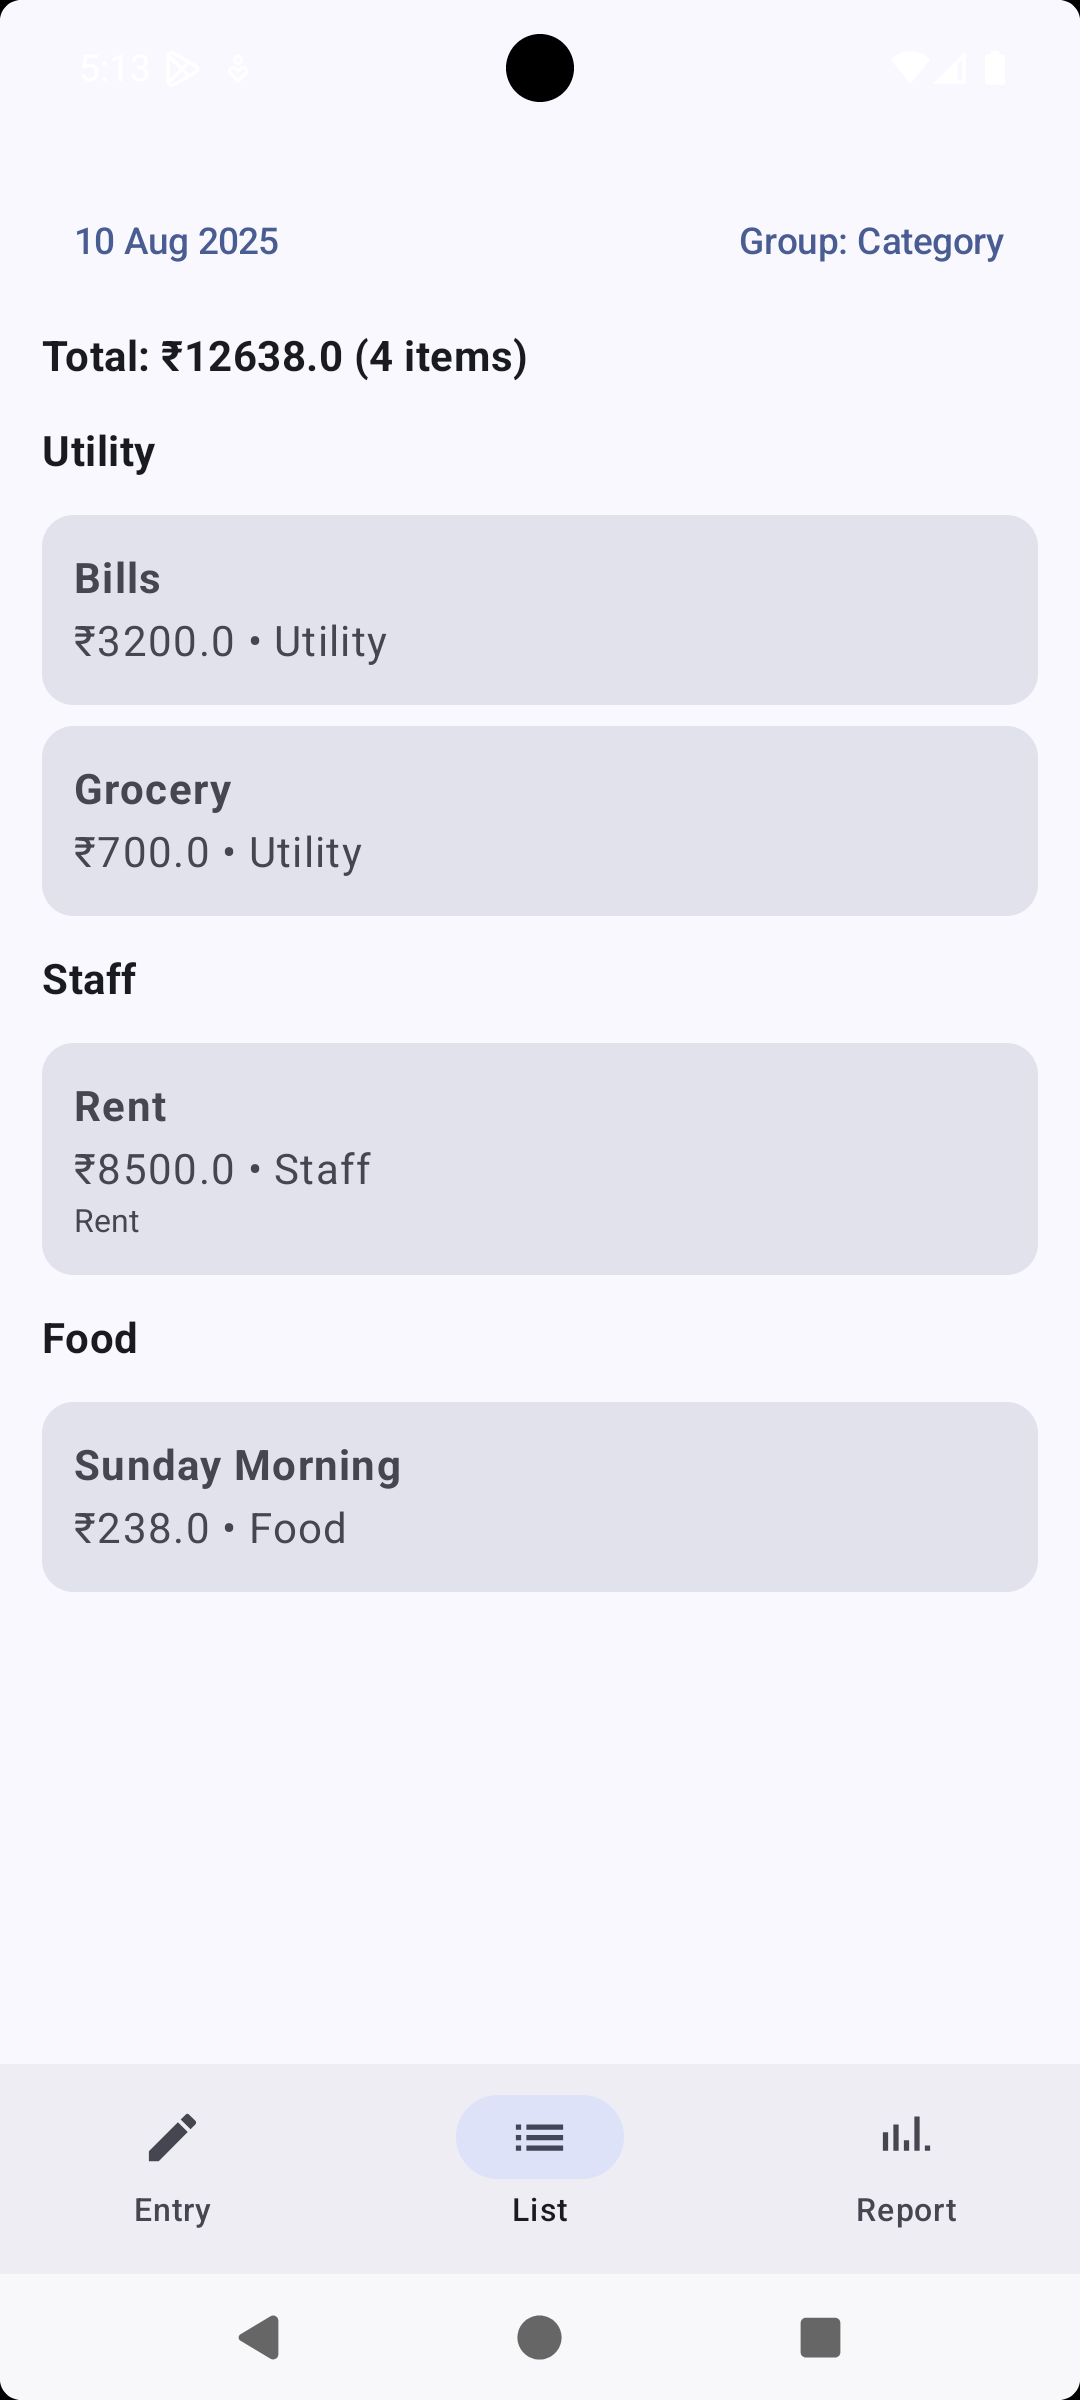 5:13
10 Aug 2025
Group: Category
Total: ₹12638.0 (4 items)
Utility
Bills
₹3200.0 • Utility
Grocery
₹700.0 • Utility
Staff
Rent
₹8500.0 • Staff
Rent
Food
Sunday Morning
₹238.0 • Food
Entry
List
Report